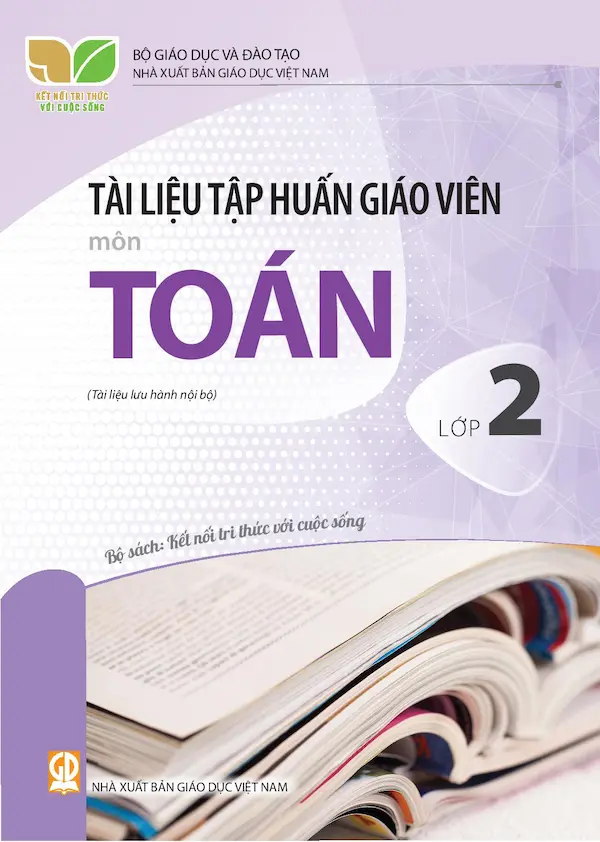 BỘ GIÁO DỤC VÀ ĐÀO TẠO
NHÀ XUẤT BẢN GIÁO DỤC VIỆT NAM
KẾT NỐI TRI THỨC
VỚI CUỘC SỐNG
TÀI LIỆU TẬP HUẤN GIÁO VIÊN
môn
TOÁN
(Tài liệu lưu hành nội bộ)
LỚP 2
Bộ sách: Kết nối tri thức với cuộc sống
GD
NHÀ XUẤT BẢN GIÁO DỤC VIỆT NAM